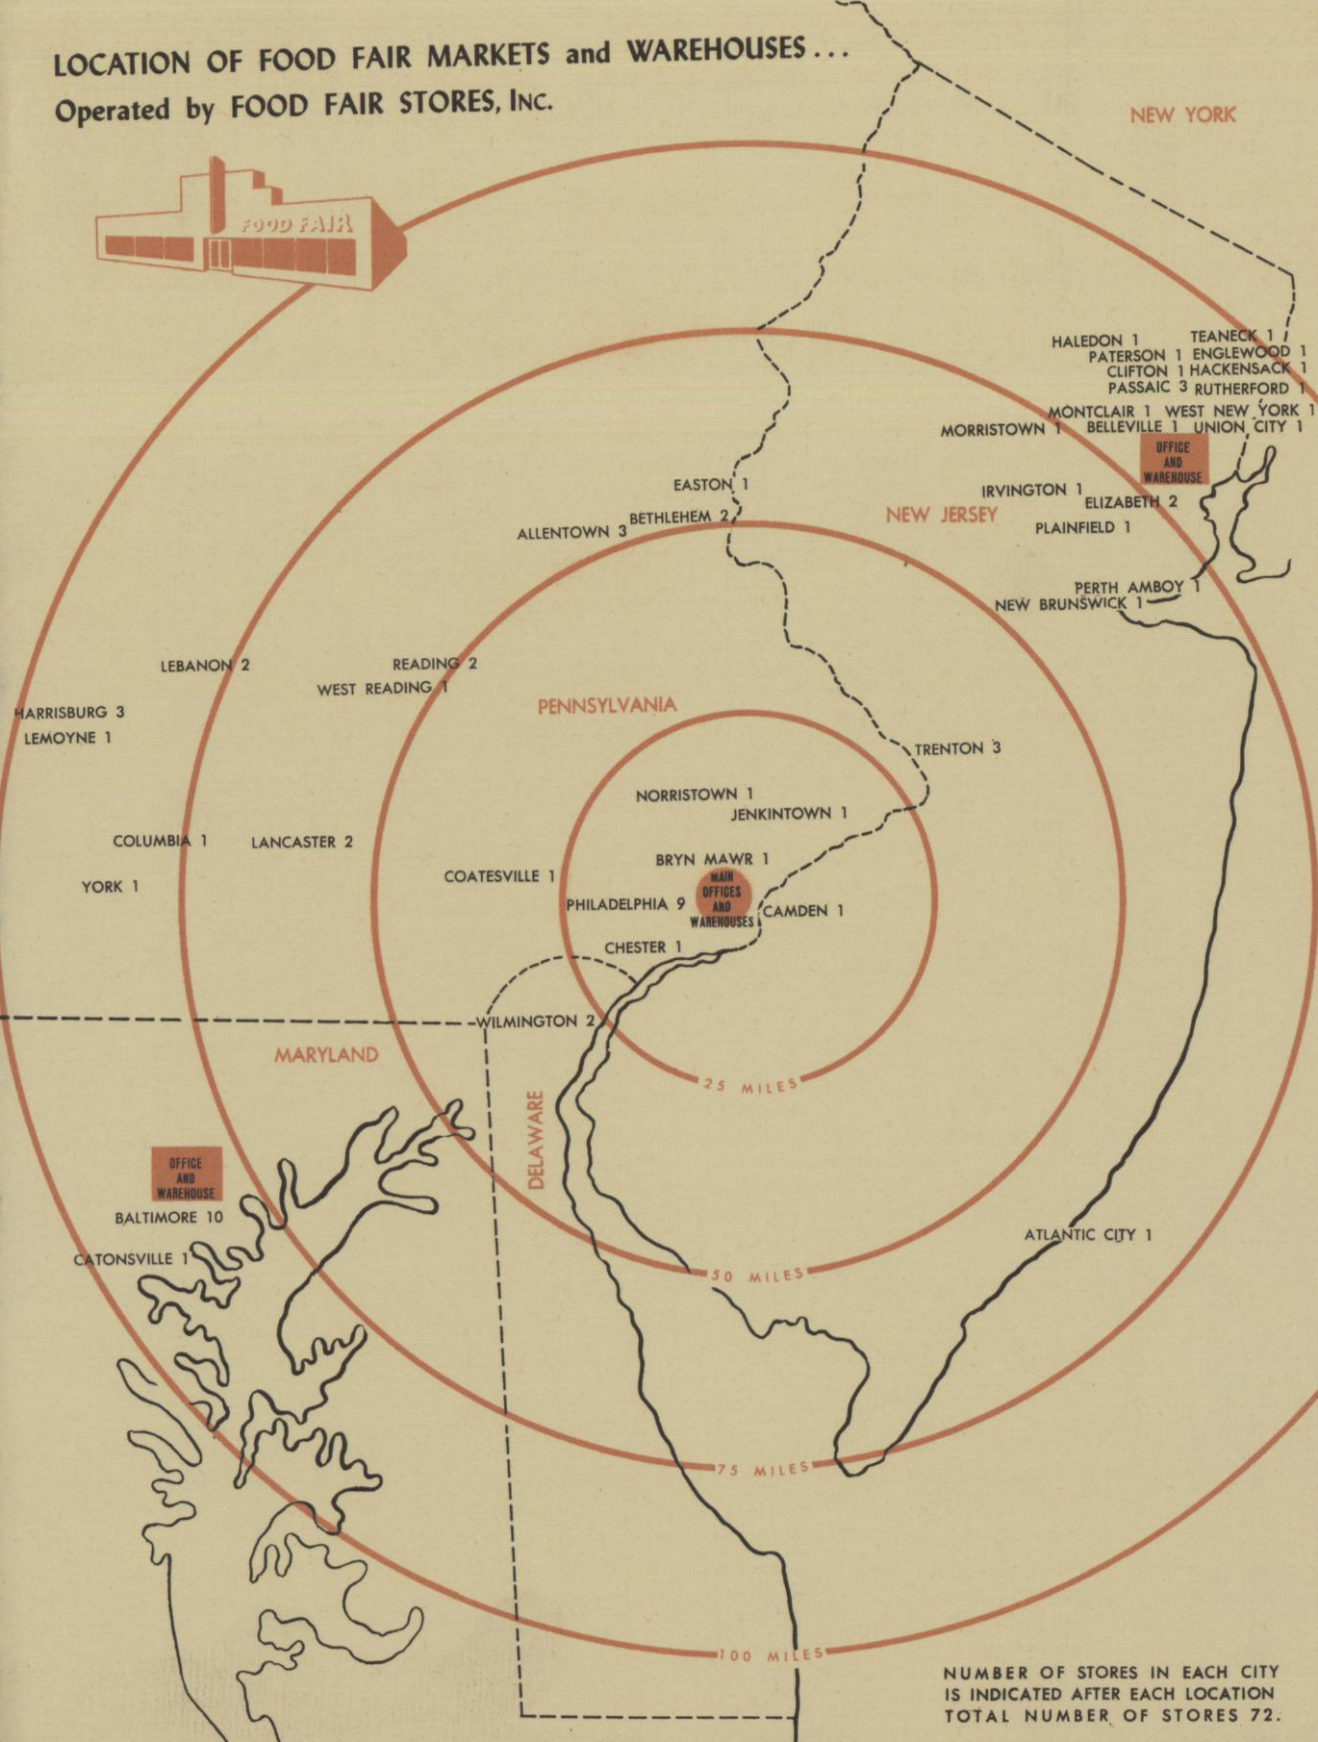 LOCATION OF FOOD FAIR MARKETS and WAREHOUSES...
Operated by FOOD FAIR STORES, INC.
NEW YORK
FOOD FAIR
HALEDON 1
TEANECK 1
PATERSON 1
ENGLEWOOD 1
CLIFTON 1
HACKENSACK 1
PASSAIC 3
RUTHERFORD 1
MONTCLAIR 1
WEST NEW YORK 1
MORRISTOWN 1
BELLEVILLE 1
UNION CITY 1
OFFICE
AND
WAREHOUSE
EASTON 1
IRVINGTON 1
ELIZABETH 2
BETHLEHEM 2
NEW JERSEY
ALLENTOWN 3
PLAINFIELD 1
PERTH AMBOY 1
NEW BRUNSWICK 1
LEBANON 2
READING 2
WEST READING 1
PENNSYLVANIA
HARRISBURG 3
LEMOYNE 1
TRENTON 3
NORRISTOWN 1
JENKINTOWN 1
COLUMBIA 1
LANCASTER 2
BRYN MAWR 1
COATESVILLE 1
YORK 1
MAIN
OFFICES
AND
WAREHOUSES
PHILADELPHIA 9
CAMDEN 1
CHESTER 1
WILMINGTON 2
MARYLAND
25 MILES
DELAWARE
OFFICE
AND
WAREHOUSE
BALTIMORE 10
CATONSVILLE 1
ATLANTIC CITY 1
50 MILES
75 MILES
100 MILES
NUMBER OF STORES IN EACH CITY
IS INDICATED AFTER EACH LOCATION
TOTAL NUMBER OF STORES 72.